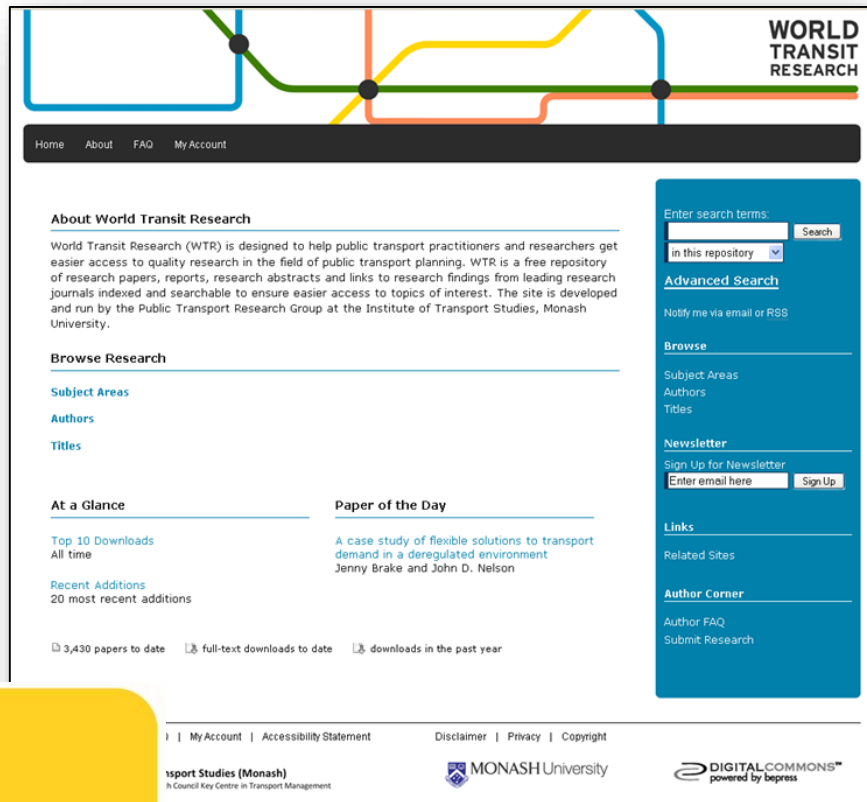 WORLD
TRANSIT
RESEARCH
Home About FAQ My Account
About World Transit Research
World Transit Research (WTR) is designed to help public transport practitioners and researchers get
easier access to quality research in the field of public transport planning. WTR is a free repository
of research papers, reports, research abstracts and links to research findings from leading research
journals indexed and searchable to ensure easier access to topics of interest. The site is developed
and run by the Public Transport Research Group at the Institute of Transport Studies, Monash
University.
Browse Research
Subject Areas
Authors
Titles
At a Glance
Top 10 Downloads
All time
Recent Additions
20 most recent additions
Paper of the Day
A case study of flexible solutions to transport
demand in a deregulated environment
Jenny Brake and John D. Nelson
3,430 papers to date full-text downloads to date downloads in the past year
Enter search terms:
Search
in this repository
Advanced Search
Notify me via email or RSS
Browse
Subject Areas
Authors
Titles
Newsletter
Sign Up for Newsletter
Enter email here Sign Up
Links
Related Sites
Author Corner
Author FAQ
Submit Research
| My Account | Accessibility Statement Disclaimer | Privacy | Copyright
nsport Studies (Monash)
h Council Key Centre in Transport Management
MONASH University
DIGITALCOMMONS™
powered by bepress